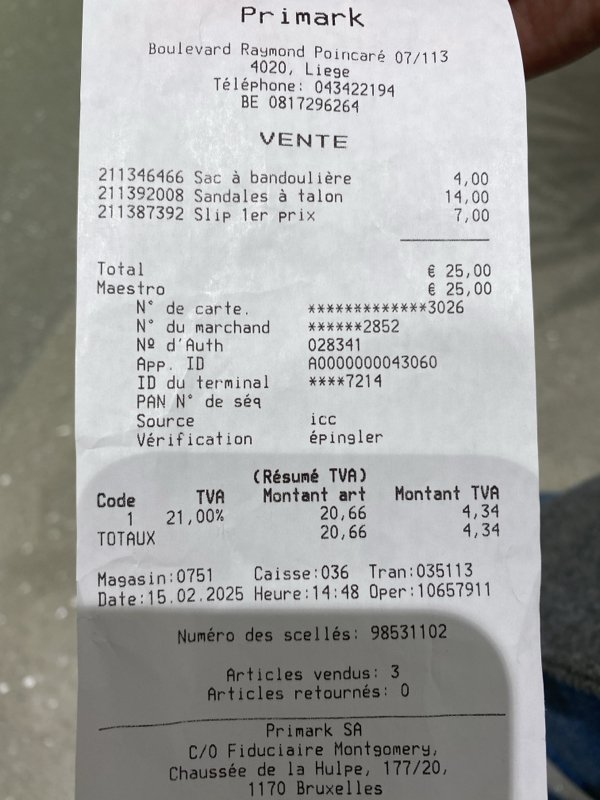 Primark
Boulevard Raymond Poincaré 07/113
4020, Liege
Téléphone: 043422194
BE 0817296264
VENTE
211346466 Sac à bandoulière 4,00
211392008 Sandales à talon 14,00
211387392 Slip 1er prix 7,00
Total € 25,00
Maestro € 25,00
N° de carte. *************3026
N° du marchand ******2852
Nº d'Auth 028341
App. ID A0000000043060
ID du terminal ****7214
PAN N° de séq
Source icc
Vérification épingler
(Résumé TVA)
Code TVA Montant art Montant TVA
1 21,00% 20,66 4,34
TOTAUX 20,66 4,34
Magasin:0751 Caisse:036 Tran:035113
Date:15.02.2025 Heure:14:48 Oper:10657911
Numéro des scellés: 98531102
Articles vendus: 3
Articles retournés: 0
Primark SA
C/O Fiduciaire Montgomery,
Chaussée de la Hulpe, 177/20,
1170 Bruxelles